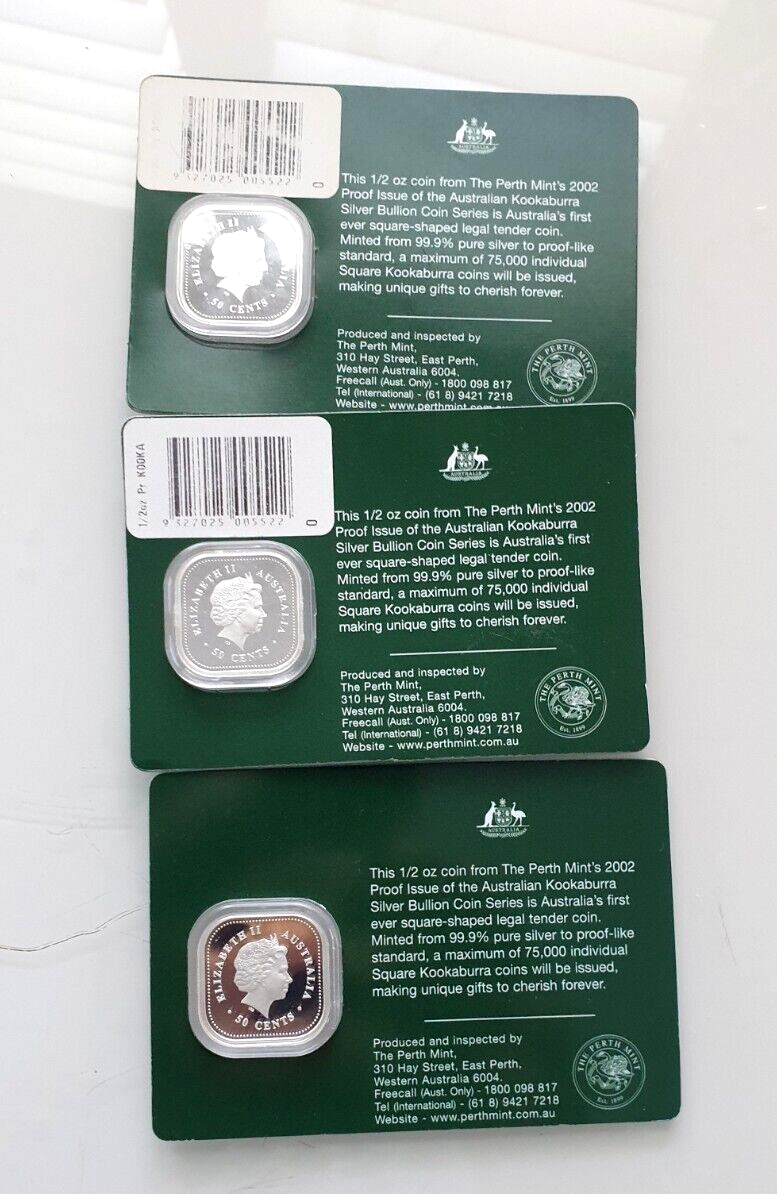 9 327025 005522
0
AUSTRALIA
This 1/2 oz coin from The Perth Mint's 2002
Proof Issue of the Australian Kookaburra
Silver Bullion Coin Series is Australia's first
ever square-shaped legal tender coin.
Minted from 99.9% pure silver to proof-like
standard, a maximum of 75,000 individual
Square Kookaburra coins will be issued,
making unique gifts to cherish forever.
ELIZABETH II
50 CENTS
Produced and inspected by
The Perth Mint,
310 Hay Street, East Perth,
Western Australia 6004.
Freecall (Aust. Only) - 1800 098 817
Tel (International) - (61 8) 9421 7218
Website - www.perthmint.com.au
THE PERTH MINT
Est. 1899
1/2oz Pr KOOKA
9 327025 005522
0
AUSTRALIA
This 1/2 oz coin from The Perth Mint's 2002
Proof Issue of the Australian Kookaburra
Silver Bullion Coin Series is Australia's first
ever square-shaped legal tender coin.
Minted from 99.9% pure silver to proof-like
standard, a maximum of 75,000 individual
Square Kookaburra coins will be issued,
making unique gifts to cherish forever.
ELIZABETH II AUSTRALIA
50 CENTS
Produced and inspected by
The Perth Mint,
310 Hay Street, East Perth,
Western Australia 6004.
Freecall (Aust. Only) - 1800 098 817
Tel (International) - (61 8) 9421 7218
Website - www.perthmint.com.au
THE PERTH MINT
Est. 1899
AUSTRALIA
This 1/2 oz coin from The Perth Mint's 2002
Proof Issue of the Australian Kookaburra
Silver Bullion Coin Series is Australia's first
ever square-shaped legal tender coin.
Minted from 99.9% pure silver to proof-like
standard, a maximum of 75,000 individual
Square Kookaburra coins will be issued,
making unique gifts to cherish forever.
ELIZABETH II AUSTRALIA
50 CENTS
Produced and inspected by
The Perth Mint,
310 Hay Street, East Perth,
Western Australia 6004.
Freecall (Aust. Only) - 1800 098 817
Tel (International) - (61 8) 9421 7218
Website - www.perthmint.com.au
THE PERTH MINT
Est. 1899